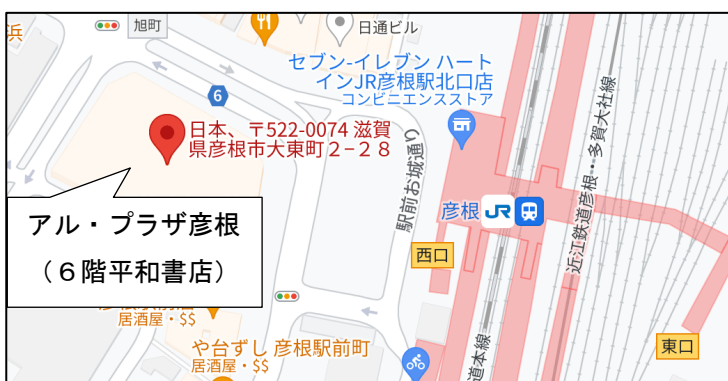 浜
旭町
日通ビル
セブン-イレブン ハート
インJR彦根駅北口店
コンビニエンスストア
6
日本、〒522-0074 滋賀
県彦根市大東町2−28
駅前お城通り
近江鉄道彦根・多賀大社線
アル・プラザ彦根
(6階平和書店)
彦根 JR
西口
居酒屋・$$
や台ずし 彦根駅前町
居酒屋・$$
道本線
東口